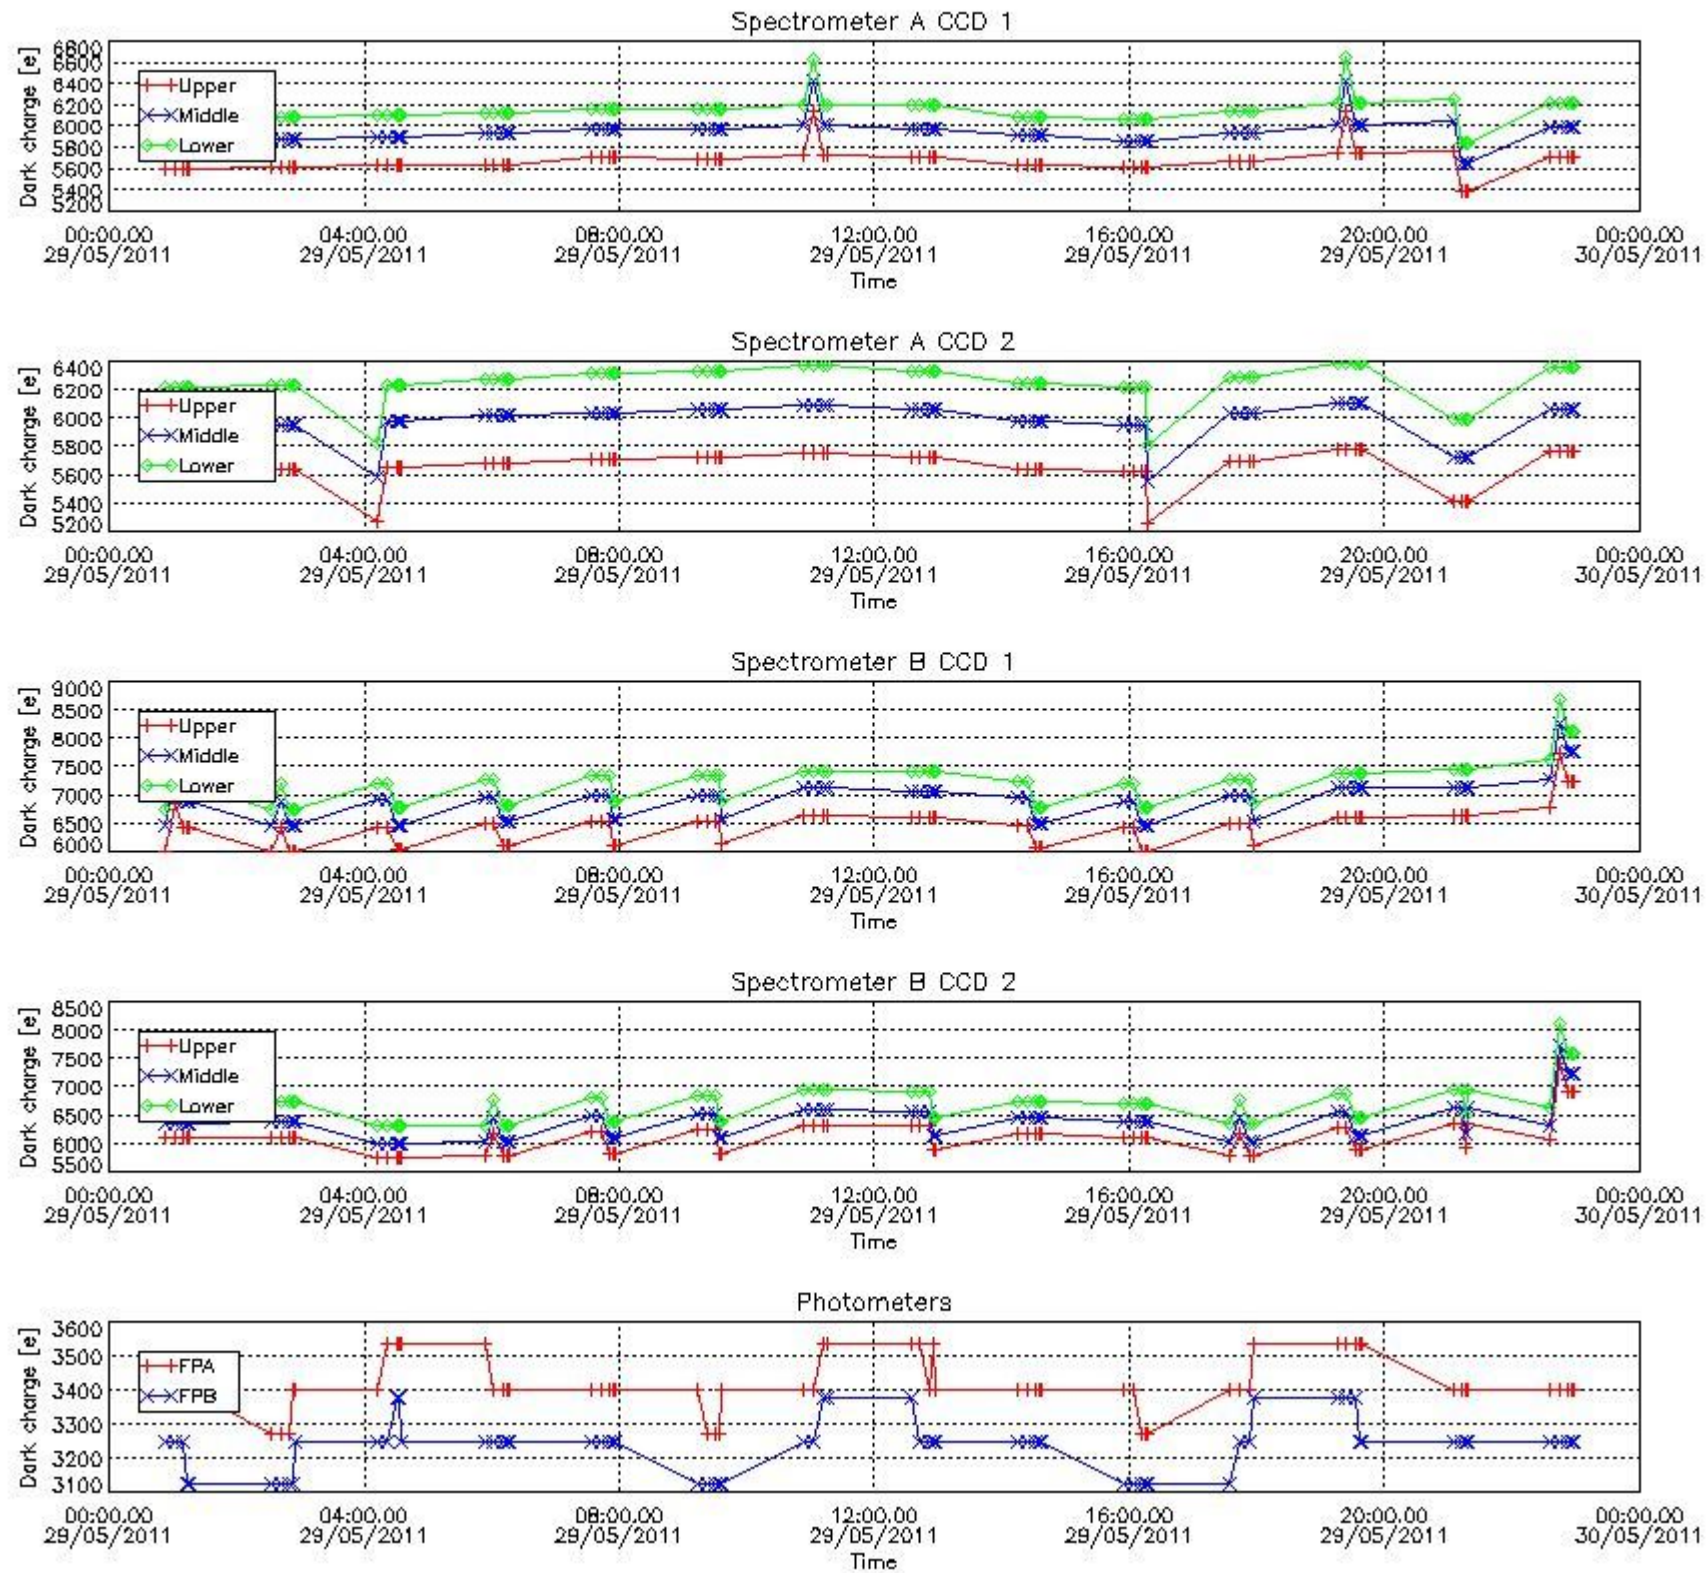 Spectrometer A CCD 1
Dark charge [e]
6800
6600
6400
6200
6000
5800
5600
5400
5200
Upper
Middle
Lower
00:00.00 04:00.00 08:00.00 12:00.00 16:00.00 20:00.00 00:00.00
29/05/2011 29/05/2011 29/05/2011 29/05/2011 29/05/2011 29/05/2011 30/05/2011
Time
Spectrometer A CCD 2
Dark charge [e]
6400
6200
6000
5800
5600
5400
5200
Upper
Middle
Lower
00:00.00 04:00.00 08:00.00 12:00.00 16:00.00 20:00.00 00:00.00
29/05/2011 29/05/2011 29/05/2011 29/05/2011 29/05/2011 29/05/2011 30/05/2011
Time
Spectrometer B CCD 1
Dark charge [e]
9000
8500
8000
7500
7000
6500
6000
Upper
Middle
Lower
00:00.00 04:00.00 08:00.00 12:00.00 16:00.00 20:00.00 00:00.00
29/05/2011 29/05/2011 29/05/2011 29/05/2011 29/05/2011 29/05/2011 30/05/2011
Time
Spectrometer B CCD 2
Dark charge [e]
8500
8000
7500
7000
6500
6000
5500
Upper
Middle
Lower
00:00.00 04:00.00 08:00.00 12:00.00 16:00.00 20:00.00 00:00.00
29/05/2011 29/05/2011 29/05/2011 29/05/2011 29/05/2011 29/05/2011 30/05/2011
Time
Photometers
Dark charge [e]
3600
3500
3400
3300
3200
3100
FPA
FPB
00:00.00 04:00.00 08:00.00 12:00.00 16:00.00 20:00.00 00:00.00
29/05/2011 29/05/2011 29/05/2011 29/05/2011 29/05/2011 29/05/2011 30/05/2011
Time